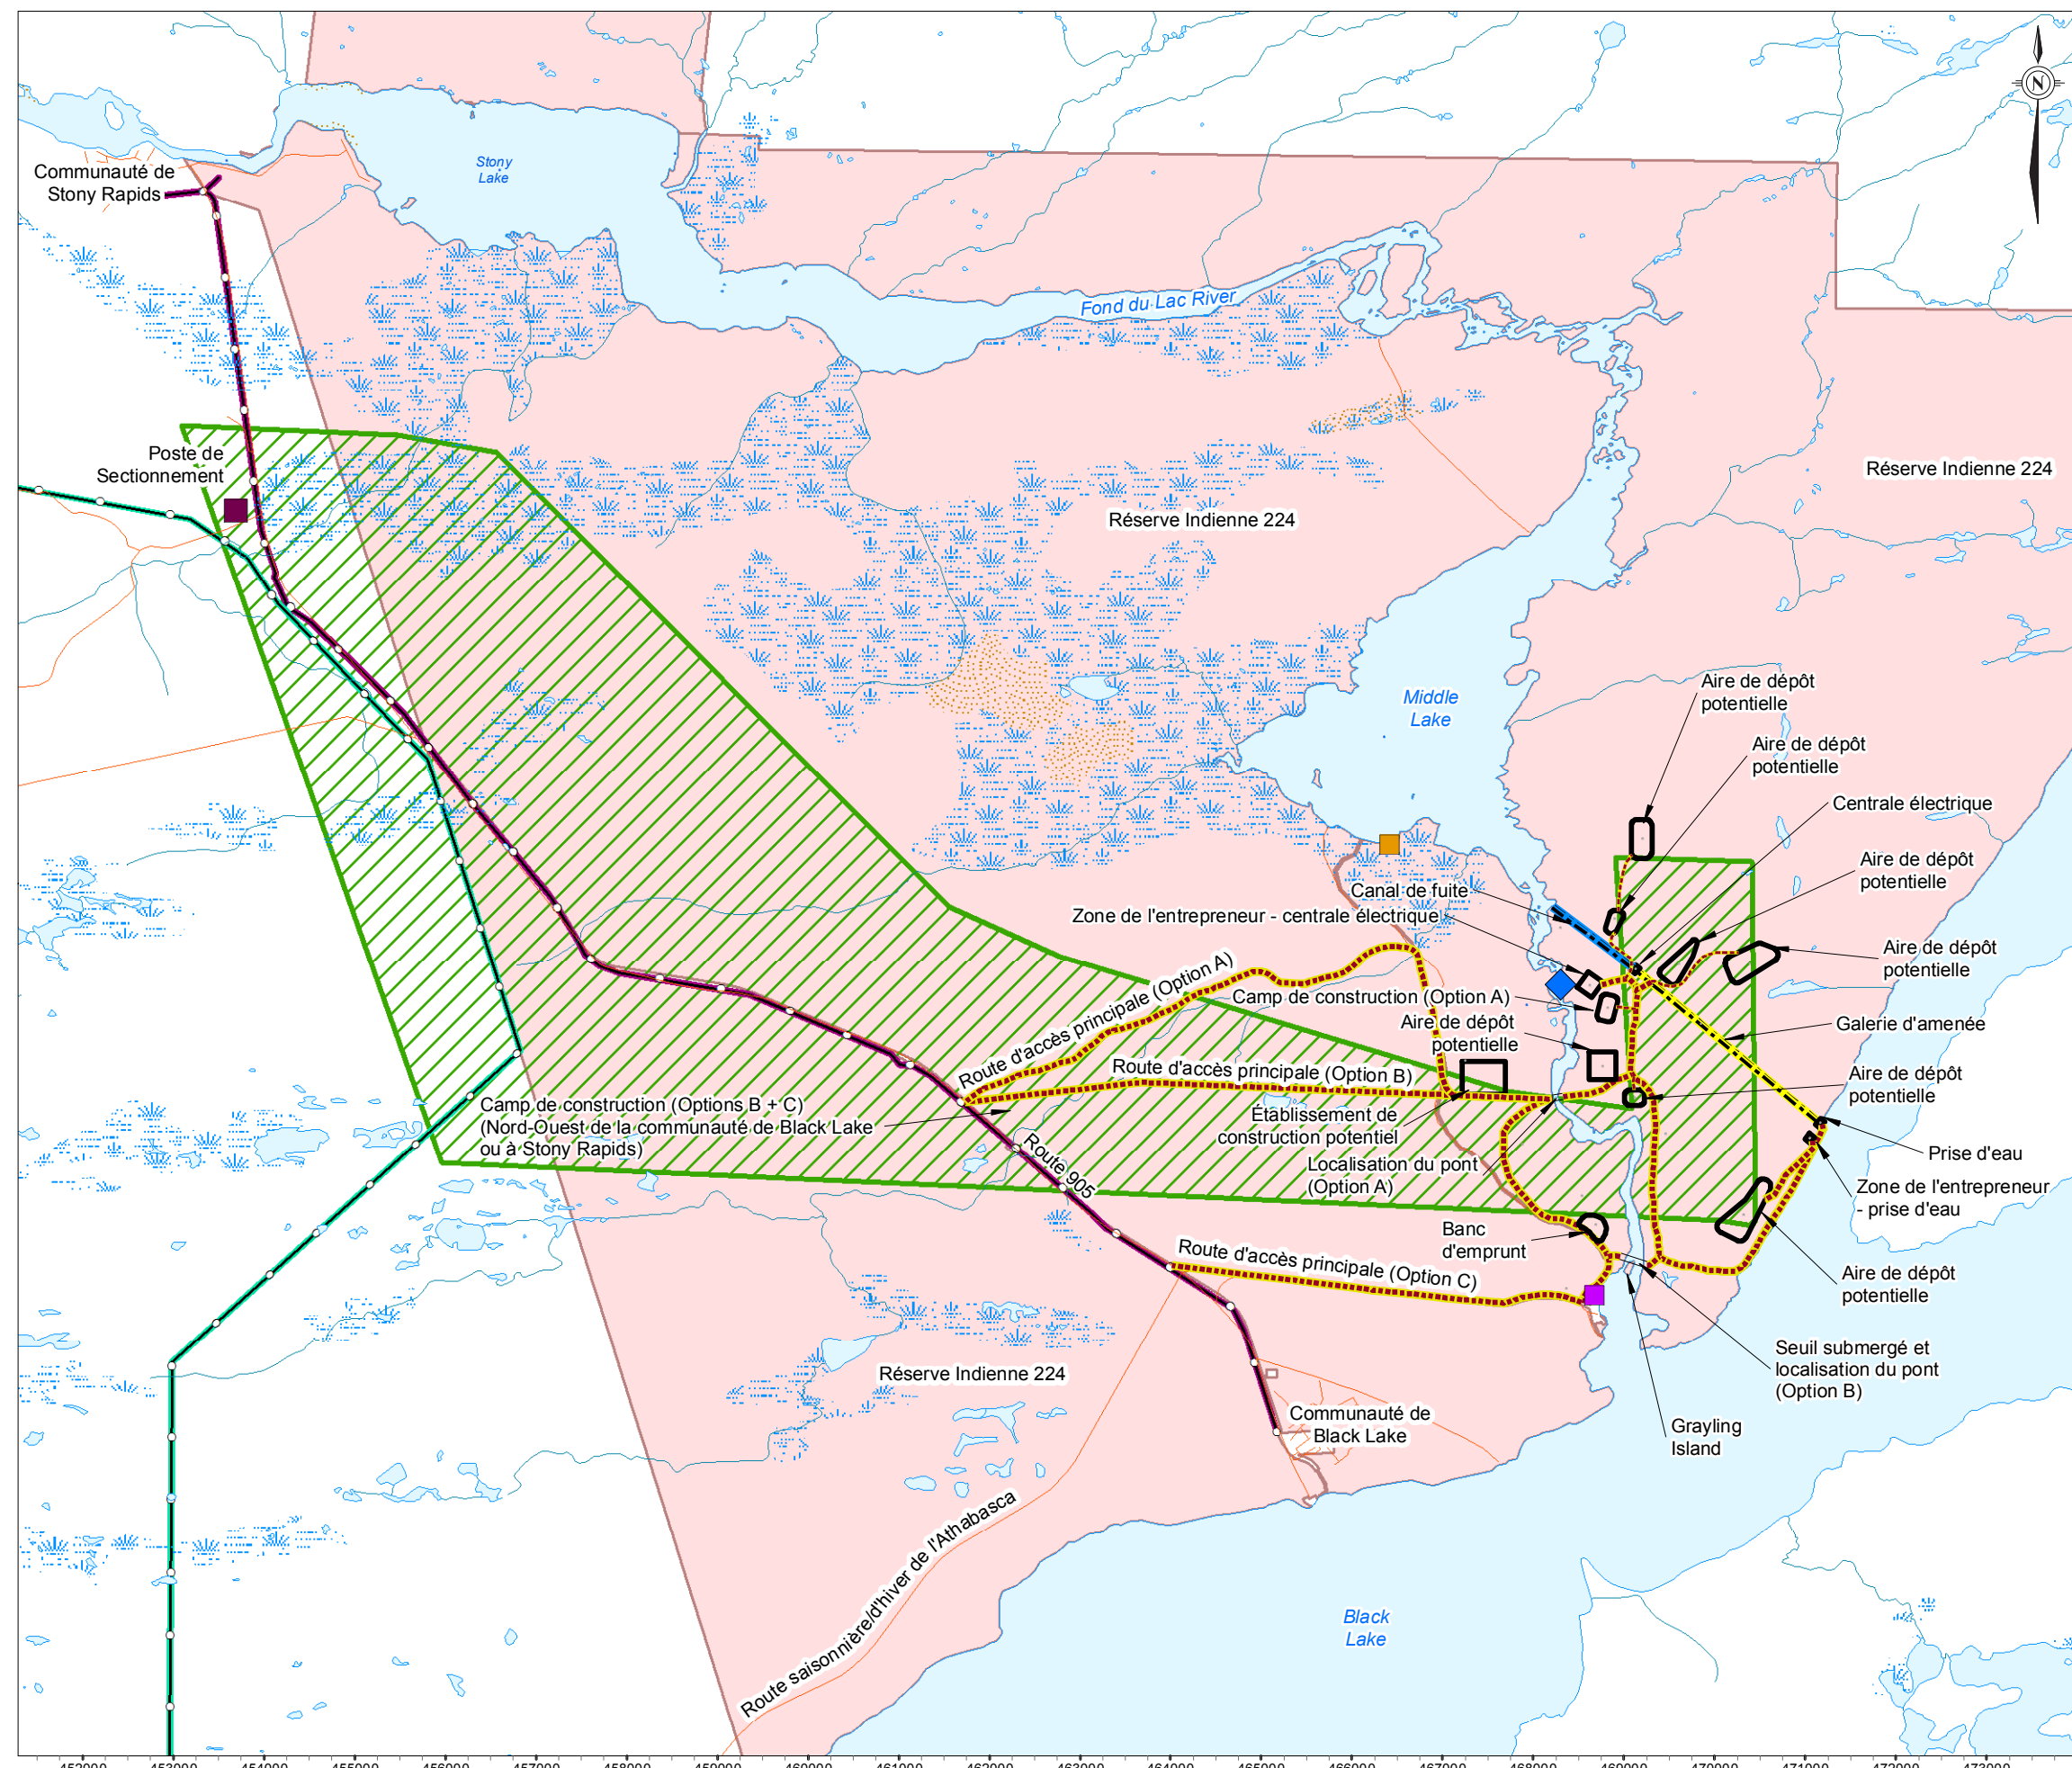 N
Stony
Lake
Communauté de
Stony Rapids
Fond du Lac River
Poste de
Sectionnement
Réserve Indienne 224
Réserve Indienne 224
Middle
Lake
Aire de dépôt
potentielle
Aire de dépôt
potentielle
Centrale électrique
Aire de dépôt
potentielle
Canal de fuite
Zone de l'entrepreneur - centrale électrique
Aire de dépôt
potentielle
Route d'accès principale (Option A)
Camp de construction (Option A)
Aire de dépôt
potentielle
Galerie d'amenée
Route d'accès principale (Option B)
Aire de dépôt
potentielle
Camp de construction (Options B + C)
(Nord-Ouest de la communauté de Black Lake
ou à Stony Rapids)
Établissement de
construction potentiel
Route 905
Localisation du pont
(Option A)
Prise d'eau
Zone de l'entrepreneur
- prise d'eau
Banc
d'emprunt
Route d'accès principale (Option C)
Aire de dépôt
potentielle
Seuil submergé et
localisation du pont
(Option B)
Réserve Indienne 224
Communauté de
Black Lake
Grayling
Island
Route saisonnière/d'hiver de l'Athabasca
Black
Lake